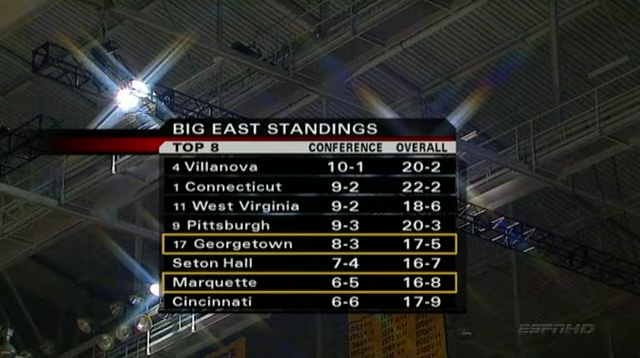 BIG EAST STANDINGS
TOP 8 CONFERENCE OVERALL
4 Villanova 10-1 20-2
1 Connecticut 9-2 22-2
11 West Virginia 9-2 18-6
9 Pittsburgh 9-3 20-3
17 Georgetown 8-3 17-5
Seton Hall 7-4 16-7
Marquette 6-5 16-8
Cincinnati 6-6 17-9
ESPNHD